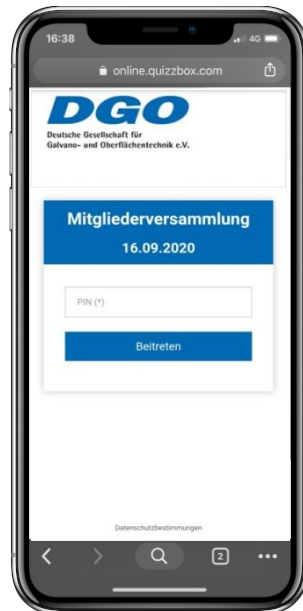 16:38
4G
online.quizzbox.com
DGO
Deutsche Gesellschaft für
Galvano- und Oberflächentechnik e.V.
Mitgliederversammlung
16.09.2020
PIN (*)
Beitreten
Datenschutzbestimmungen
2